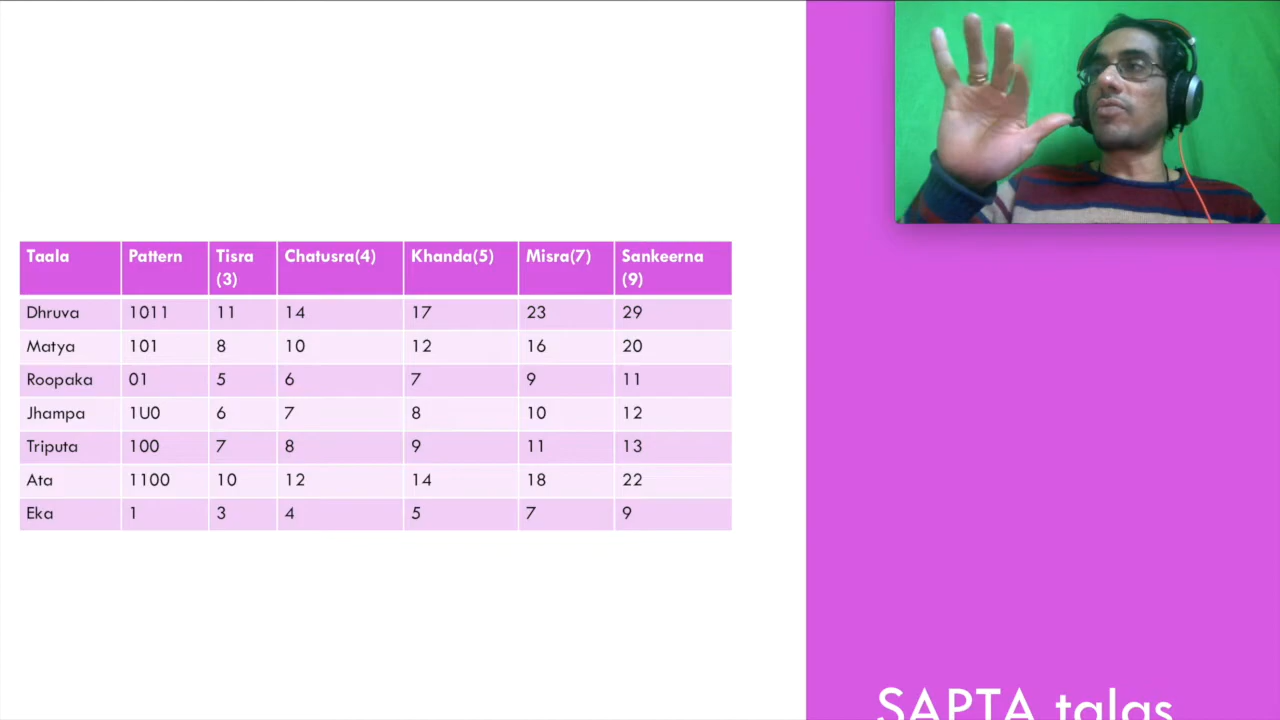 Taala Pattern Tisra (3) Chatusra(4) Khanda(5) Misra(7) Sankeerna (9)
Dhruva 1011 11 14 17 23 29
Matya 101 8 10 12 16 20
Roopaka 01 5 6 7 9 11
Jhampa 1U0 6 7 8 10 12
Triputa 100 7 8 9 11 13
Ata 1100 10 12 14 18 22
Eka 1 3 4 5 7 9
SAPTA talas